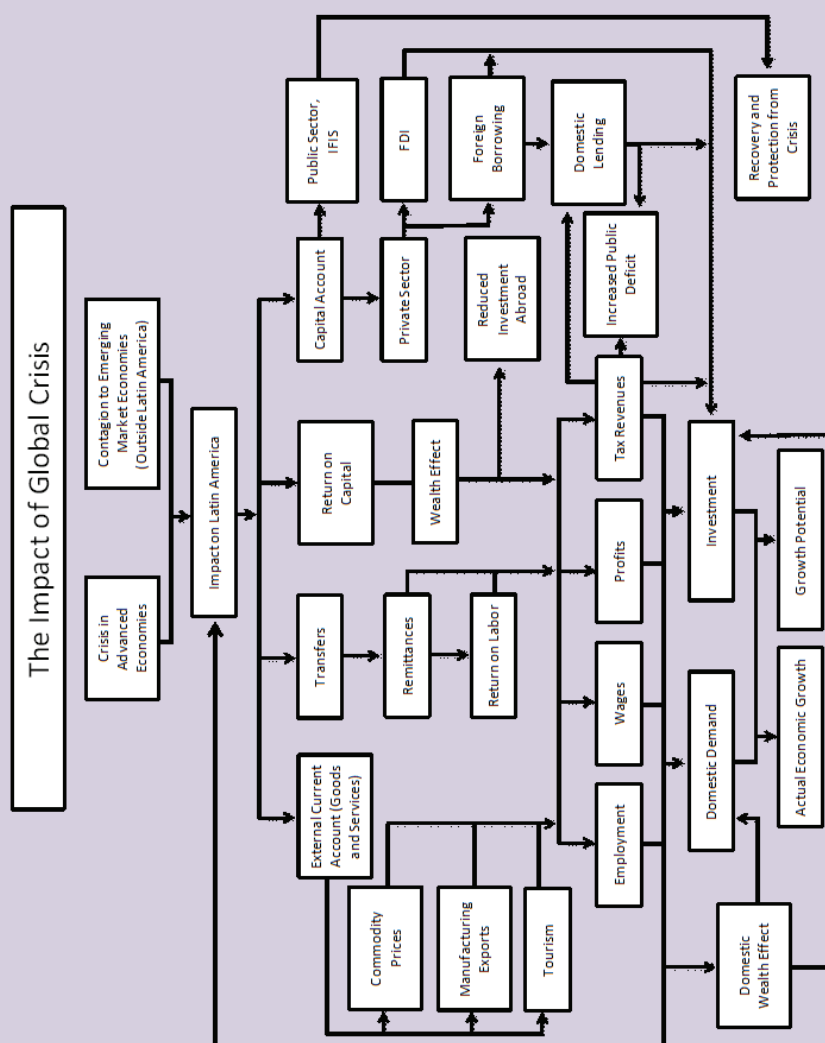 The Impact of Global Crisis
Crisis in
Advanced
Economies
Contagion to Emerging
Market Economies
(Outside Latin America)
Impact on Latin America
External Current
Account (Goods
and Services)
Transfers
Return on
Capital
Capital Account
Public Sector,
IFIS
Commodity
Prices
Remittances
Wealth Effect
Private Sector
FDI
Manufacturing
Exports
Return on Labor
Reduced
Investment
Abroad
Foreign
Borrowing
Tourism
Domestic
Lending
Employment
Wages
Profits
Tax Revenues
Increased Public
Deficit
Domestic Demand
Investment
Recovery and
Protection from
Crisis
Domestic
Wealth Effect
Actual Economic Growth
Growth Potential